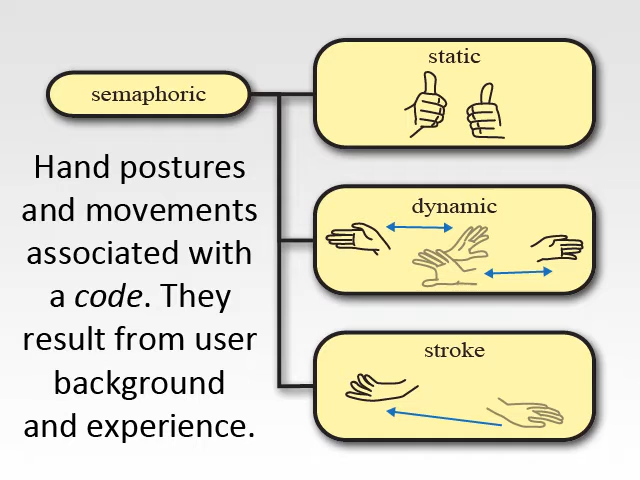 semaphoric
Hand postures
and movements
associated with
a code. They
result from user
background
and experience.
static
dynamic
stroke